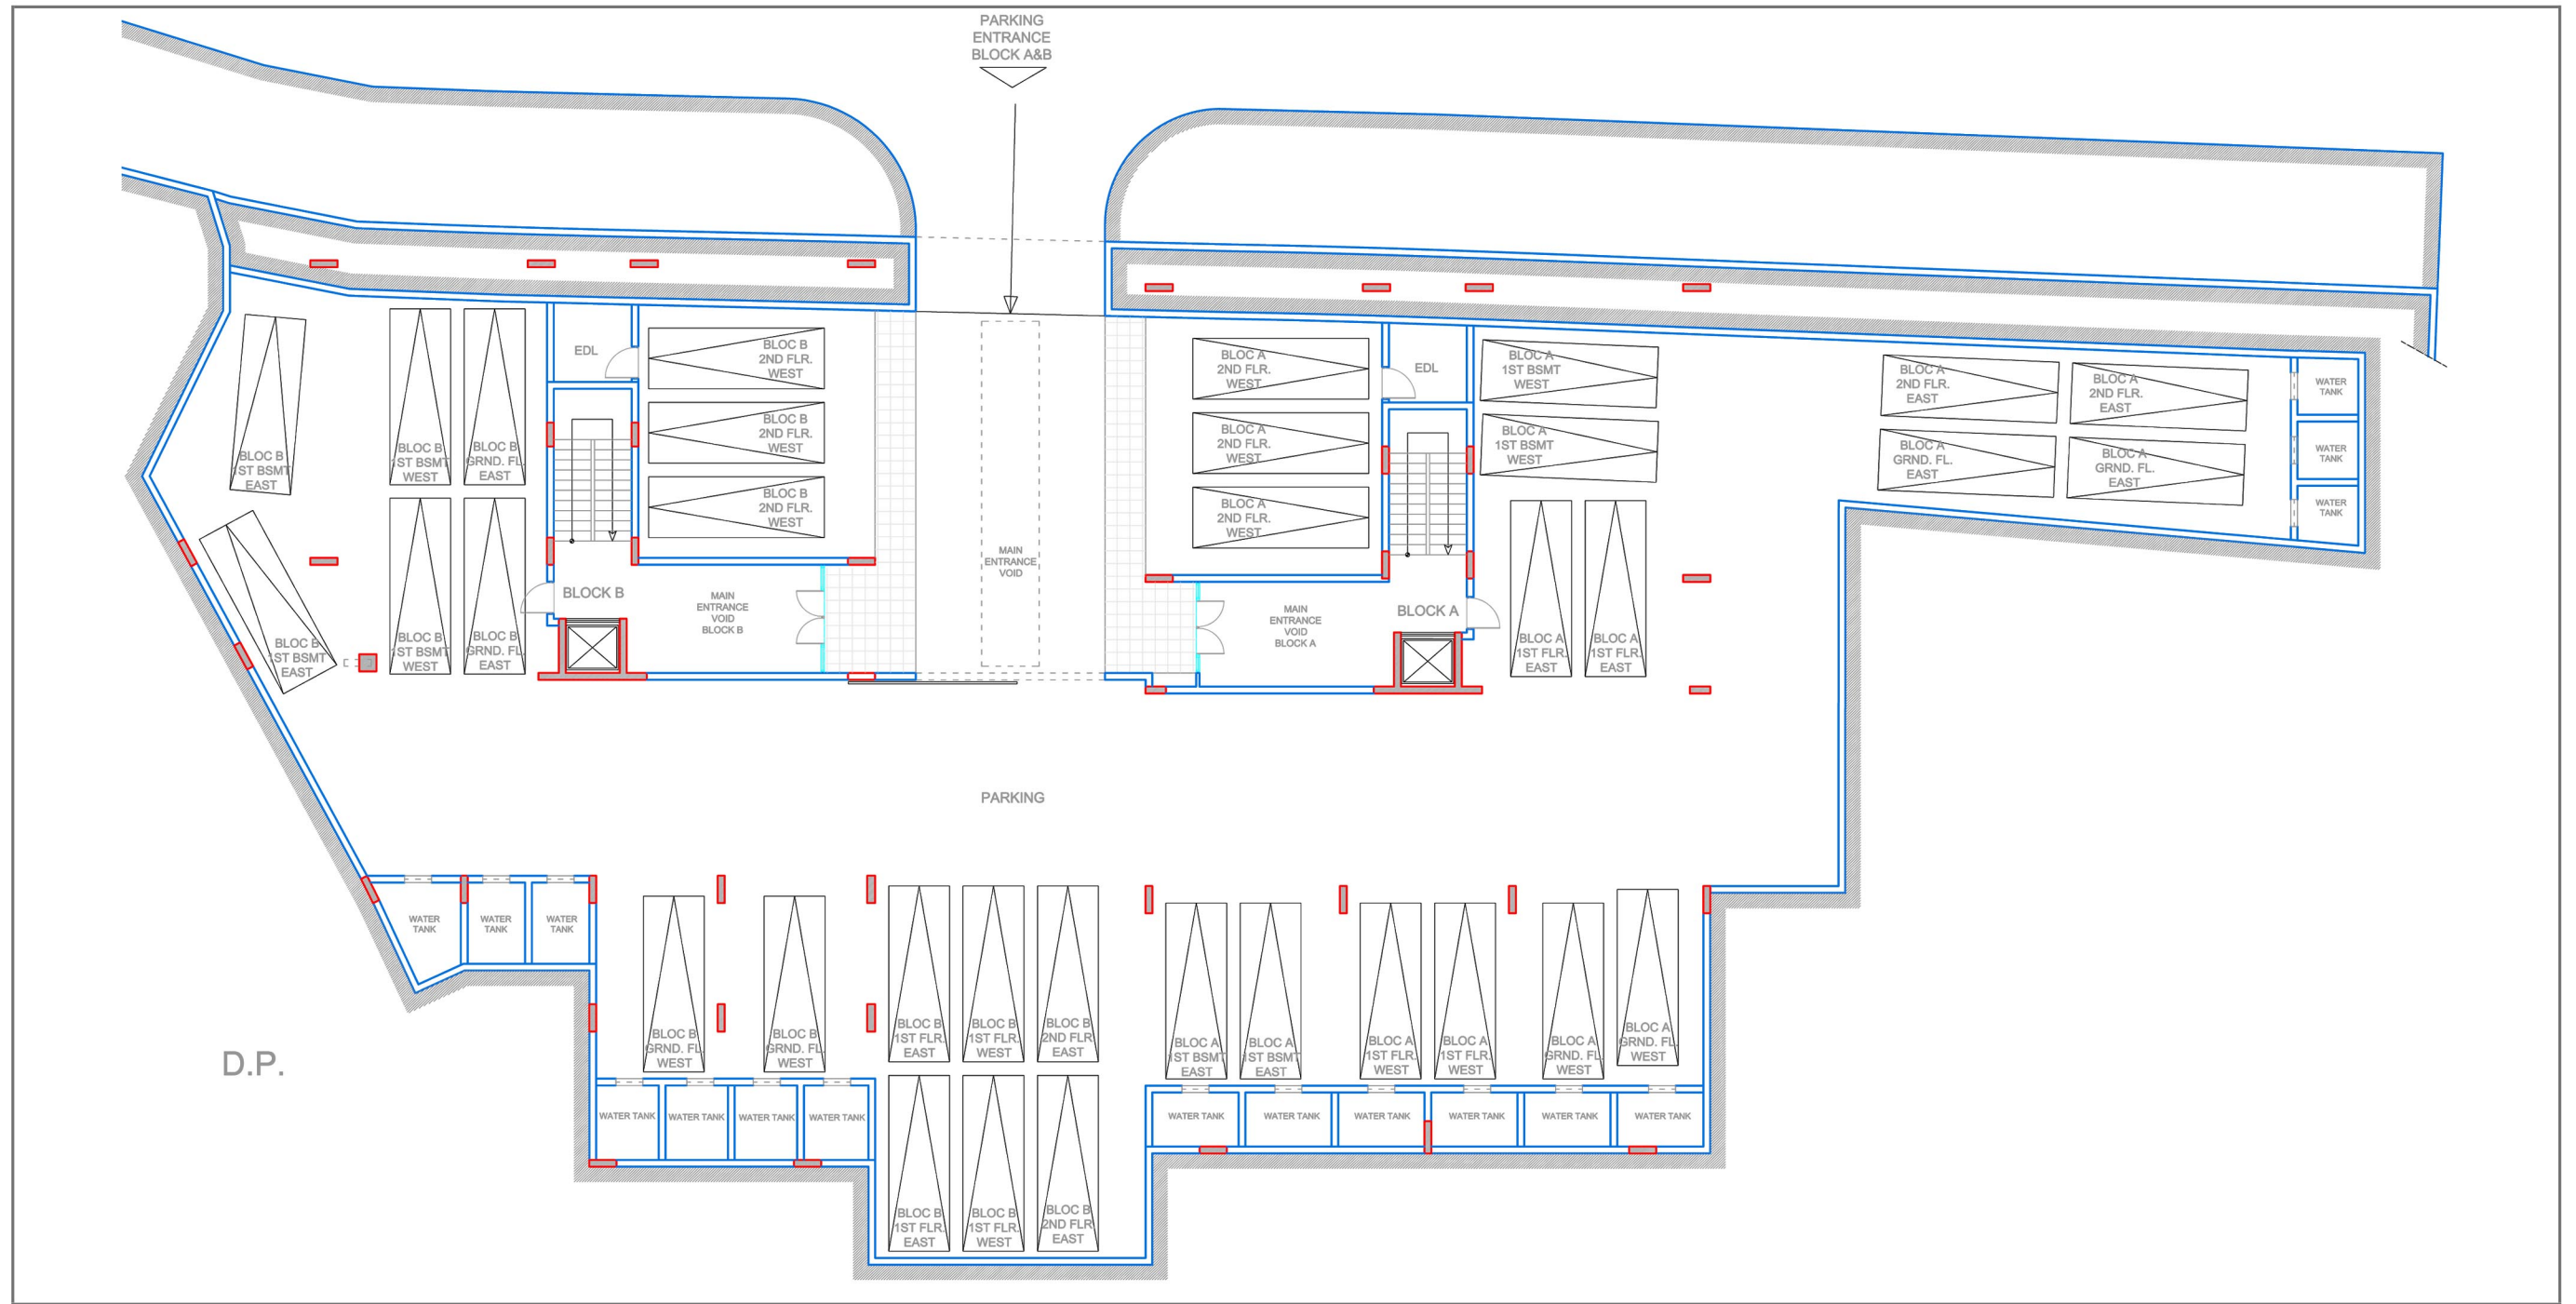 PARKING
ENTRANCE
BLOCK A&B
EDL
BLOC B
2ND FLR.
WEST
BLOC B
2ND FLR.
WEST
BLOC B
2ND FLR.
WEST
BLOC B
1ST BSMT
EAST
BLOC B
1ST BSMT
WEST
BLOC B
GRND. FL.
EAST
BLOC B
1ST BSMT
EAST
BLOC B
1ST BSMT
WEST
BLOC B
GRND. FL.
EAST
BLOCK B
MAIN
ENTRANCE
VOID
BLOCK B
MAIN
ENTRANCE
VOID
BLOC A
2ND FLR.
WEST
BLOC A
2ND FLR.
WEST
BLOC A
2ND FLR.
WEST
EDL
BLOC A
1ST BSMT
WEST
BLOC A
1ST BSMT
WEST
MAIN
ENTRANCE
VOID
BLOCK A
BLOCK A
BLOC A
1ST FLR.
EAST
BLOC A
1ST FLR.
EAST
BLOC A
2ND FLR.
EAST
BLOC A
2ND FLR.
EAST
BLOC A
GRND. FL.
EAST
BLOC A
GRND. FL.
EAST
WATER
TANK
WATER
TANK
WATER
TANK
PARKING
WATER
TANK
WATER
TANK
WATER
TANK
BLOC B
GRND. FL.
WEST
BLOC B
GRND. FL.
WEST
BLOC B
1ST FLR.
EAST
BLOC B
1ST FLR.
WEST
BLOC B
2ND FLR.
EAST
BLOC A
1ST BSMT
EAST
BLOC A
1ST BSMT
EAST
BLOC A
1ST FLR.
WEST
BLOC A
1ST FLR.
WEST
BLOC A
GRND. FL.
WEST
BLOC A
GRND. FL.
WEST
D.P.
WATER TANK
WATER TANK
WATER TANK
WATER TANK
WATER TANK
WATER TANK
WATER TANK
WATER TANK
WATER TANK
WATER TANK
BLOC B
1ST FLR.
EAST
BLOC B
1ST FLR.
WEST
BLOC B
2ND FLR.
EAST